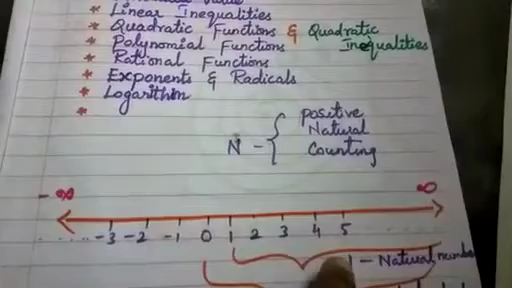 * Linear Inequalities
* Quadratic Functions & Quadratic Inequalities
* Polynomial Functions
* Rational Functions
* Exponents & Radicals
* Logarithm
*
N - { Positive
Natural
Counting
-∞ ∞
-3 -2 -1 0 1 2 3 4 5
- Natural number